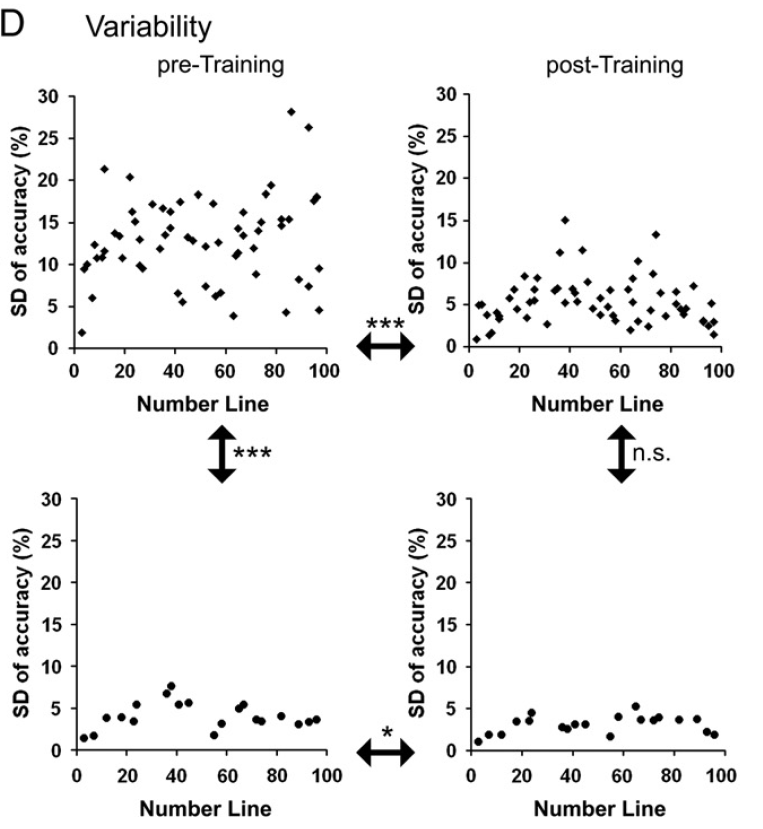 D Variability
pre-Training post-Training
SD of accuracy (%)
30
25
20
15
10
5
0
0 20 40 60 80 100
Number Line
SD of accuracy (%)
30
25
20
15
10
5
0
0 20 40 60 80 100
Number Line
***
***
n.s.
SD of accuracy (%)
30
25
20
15
10
5
0
0 20 40 60 80 100
Number Line
SD of accuracy (%)
30
25
20
15
10
5
0
0 20 40 60 80 100
Number Line
*